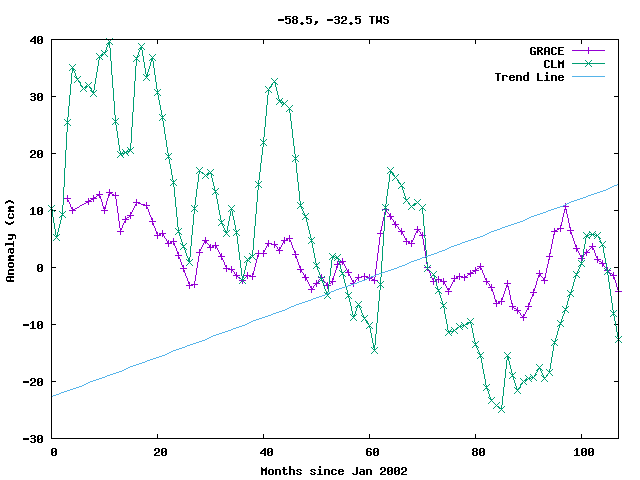 -58.5, -32.5 TWS
GRACE
CLM
Trend Line
40
30
20
10
0
-10
-20
-30
Anomaly (cm)
0 20 40 60 80 100
Months since Jan 2002